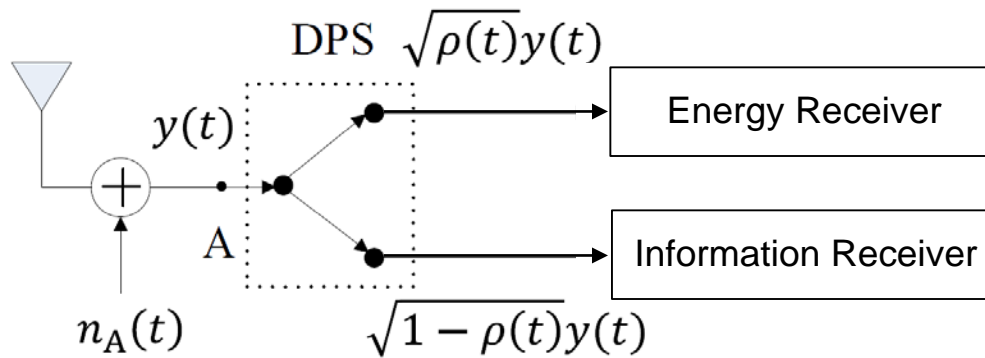 DPS √ρ(t)y(t)
Energy Receiver
y(t)
A
Information Receiver
n_A(t)
√1 − ρ(t)y(t)